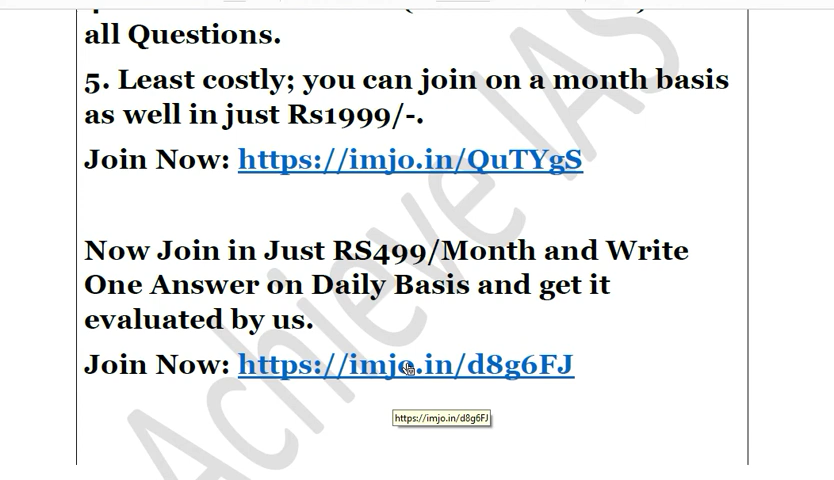 all Questions.
5. Least costly; you can join on a month basis
as well in just Rs1999/-.
Join Now: https://imjo.in/QuTYgS
Now Join in Just RS499/Month and Write
One Answer on Daily Basis and get it
evaluated by us.
Join Now: https://imjo.in/d8g6FJ
https://imjo.in/d8g6FJ
Achieve IAS